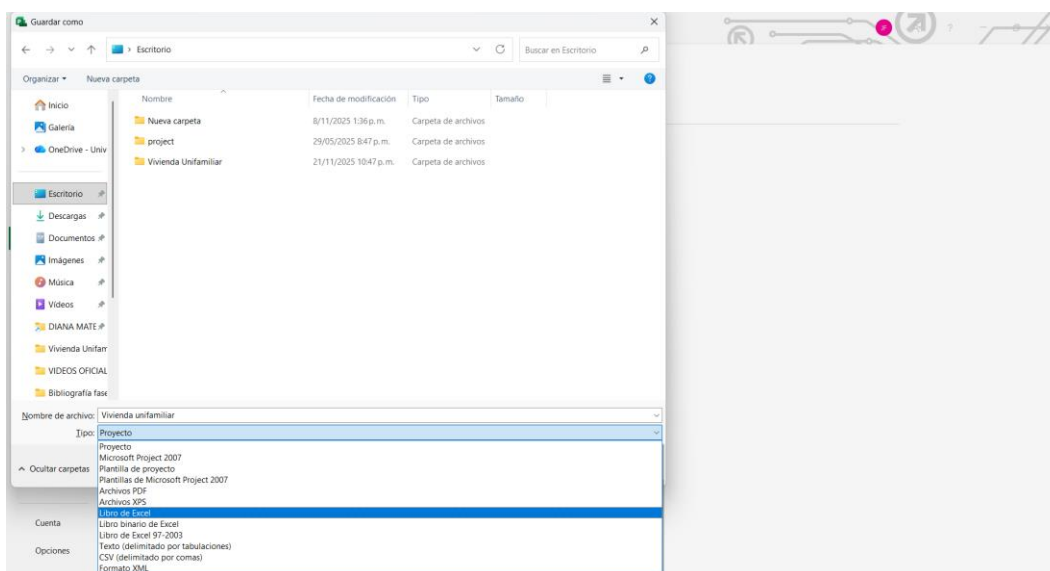 Guardar como
Escritorio
Buscar en Escritorio
Organizar
Nueva carpeta
Nombre Fecha de modificación Tipo Tamaño
Nueva carpeta 8/11/2025 1:36 p. m. Carpeta de archivos
project 29/05/2025 8:47 p. m. Carpeta de archivos
Vivienda Unifamiliar 21/11/2025 10:47 p. m. Carpeta de archivos
Inicio
Galería
OneDrive - Univ
Escritorio
Descargas
Documentos
Imágenes
Música
Vídeos
DIANA MATE
Vivienda Unifam
VIDEOS OFICIAL
Bibliografía fase
Nombre de archivo: Vivienda unifamiliar
Tipo: Proyecto
Proyecto
Microsoft Project 2007
Plantilla de proyecto
Plantillas de Microsoft Project 2007
Archivos PDF
Archivos XPS
Libro de Excel
Libro binario de Excel
Libro de Excel 97-2003
Texto (delimitado por tabulaciones)
CSV (delimitado por comas)
Formato XML
Ocultar carpetas
Cuenta
Opciones